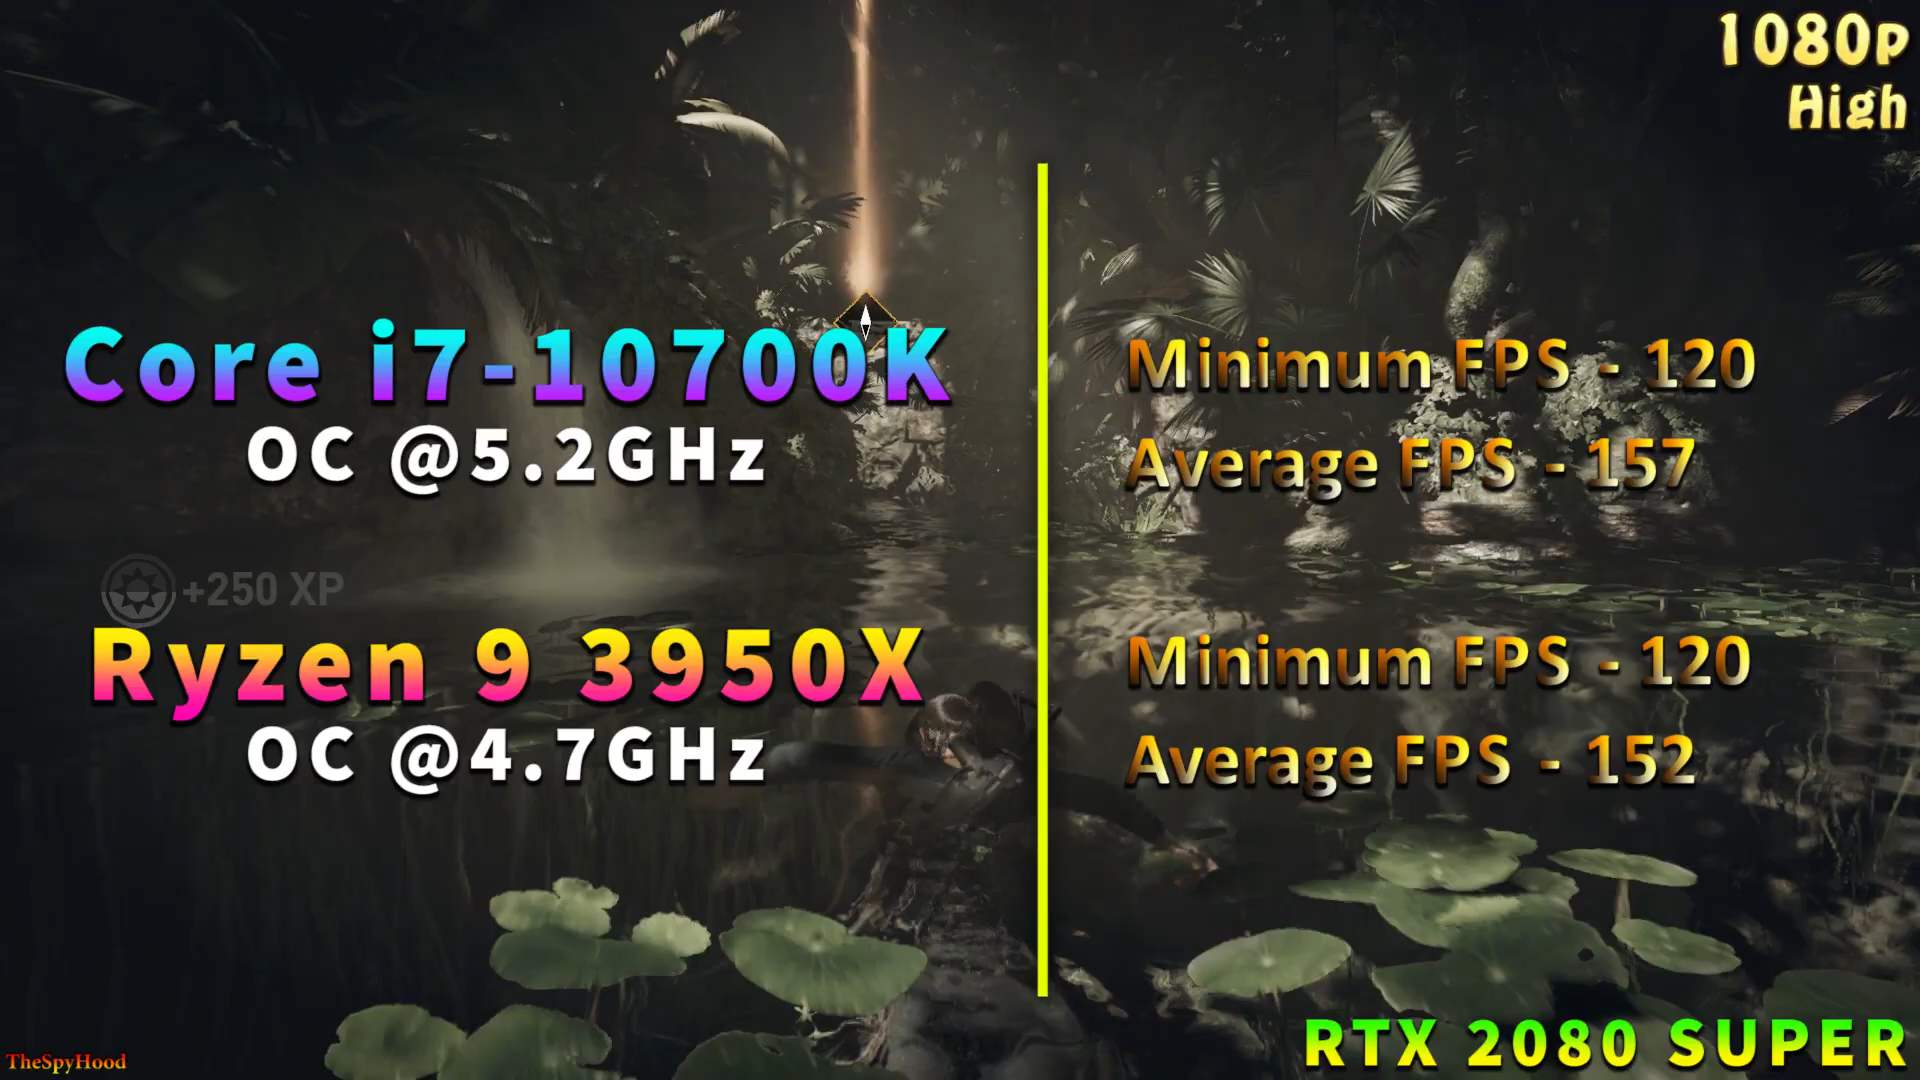 1080p
High
Core i7-10700K
OC @5.2GHz
Minimum FPS - 120
Average FPS - 157
+250 XP
Ryzen 9 3950X
OC @4.7GHz
Minimum FPS - 120
Average FPS - 152
RTX 2080 SUPER
TheSpyHood